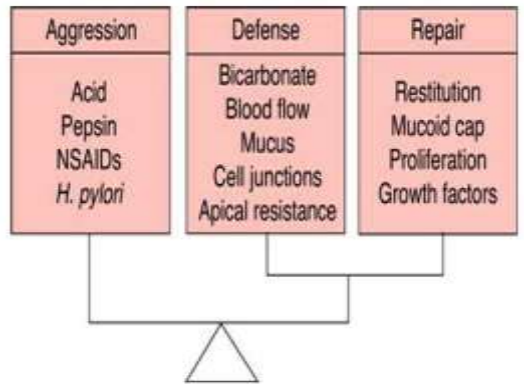 Aggression
Acid
Pepsin
NSAIDs
H. pylori
Defense
Bicarbonate
Blood flow
Mucus
Cell junctions
Apical resistance
Repair
Restitution
Mucoid cap
Proliferation
Growth factors